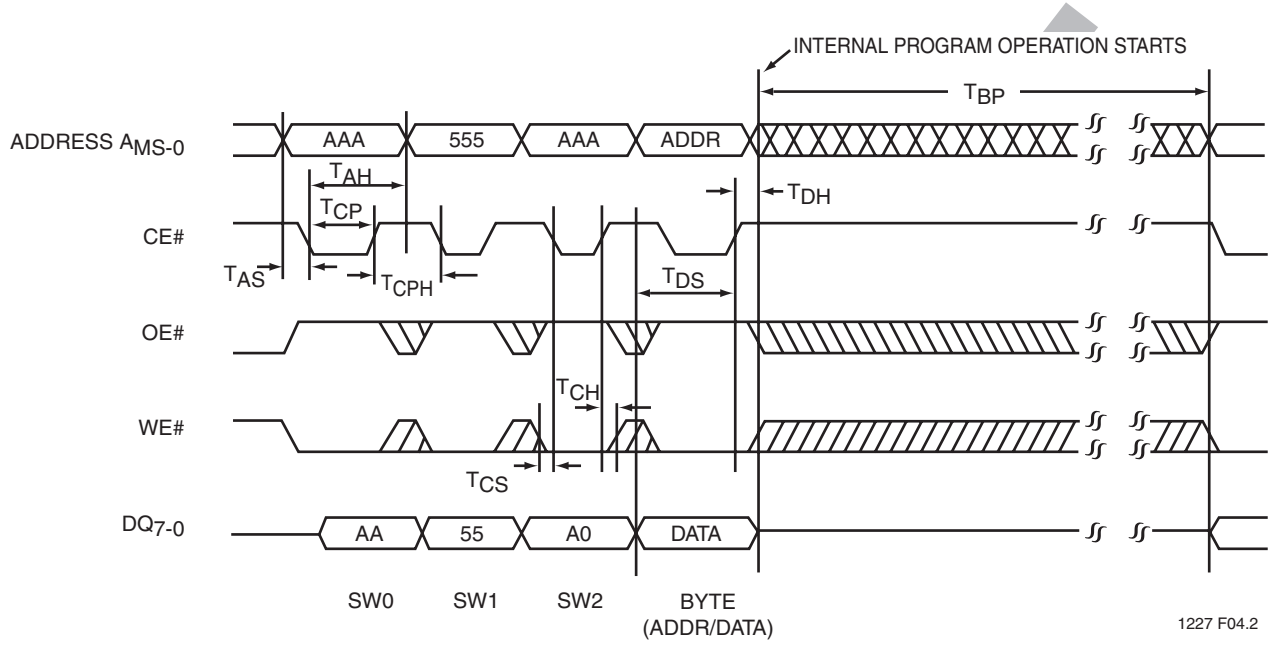 INTERNAL PROGRAM OPERATION STARTS
TBP
ADDRESS AMS-0
AAA
555
AAA
ADDR
TAH
TDH
TCP
CE#
TAS
TCPH
TDS
OE#
TCH
WE#
TCS
DQ7-0
AA
55
A0
DATA
SW0
SW1
SW2
BYTE
(ADDR/DATA)
1227 F04.2